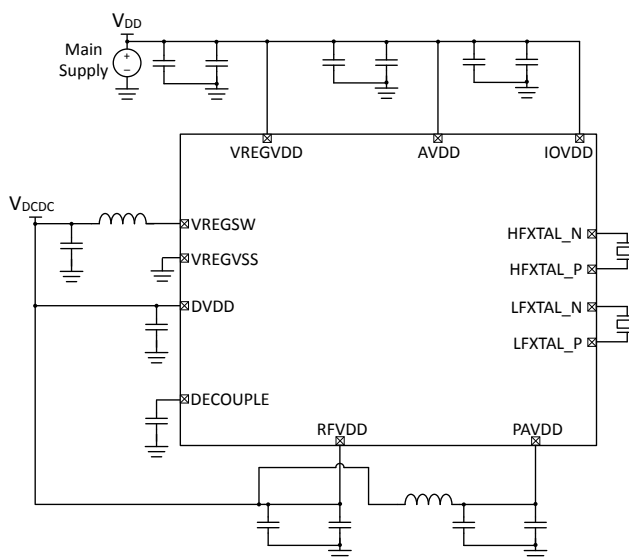 VDD
Main
Supply
VREGVDD
AVDD
IOVDD
VDCDC
VREGSW
HFXTAL_N
VREGVSS
HFXTAL_P
DVDD
LFXTAL_N
LFXTAL_P
DECOUPLE
RFVDD
PAVDD